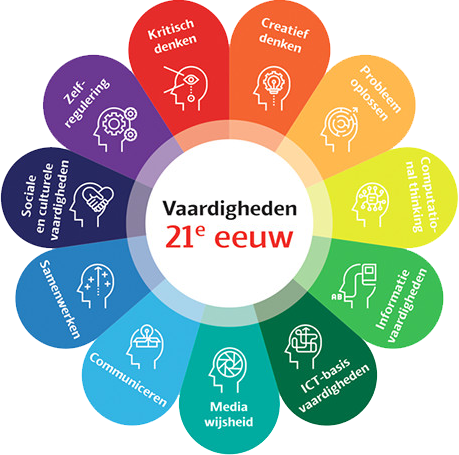 Vaardigheden
21e eeuw
Kritisch
denken
Creatief
denken
Probleem
oplossen
Computatio-
nal thinking
Informatie
vaardigheden
AB
ICT-basis
vaardigheden
Media
wijsheid
Communiceren
Samenwerken
Sociale
en culturele
vaardigheden
Zelf-
regulering